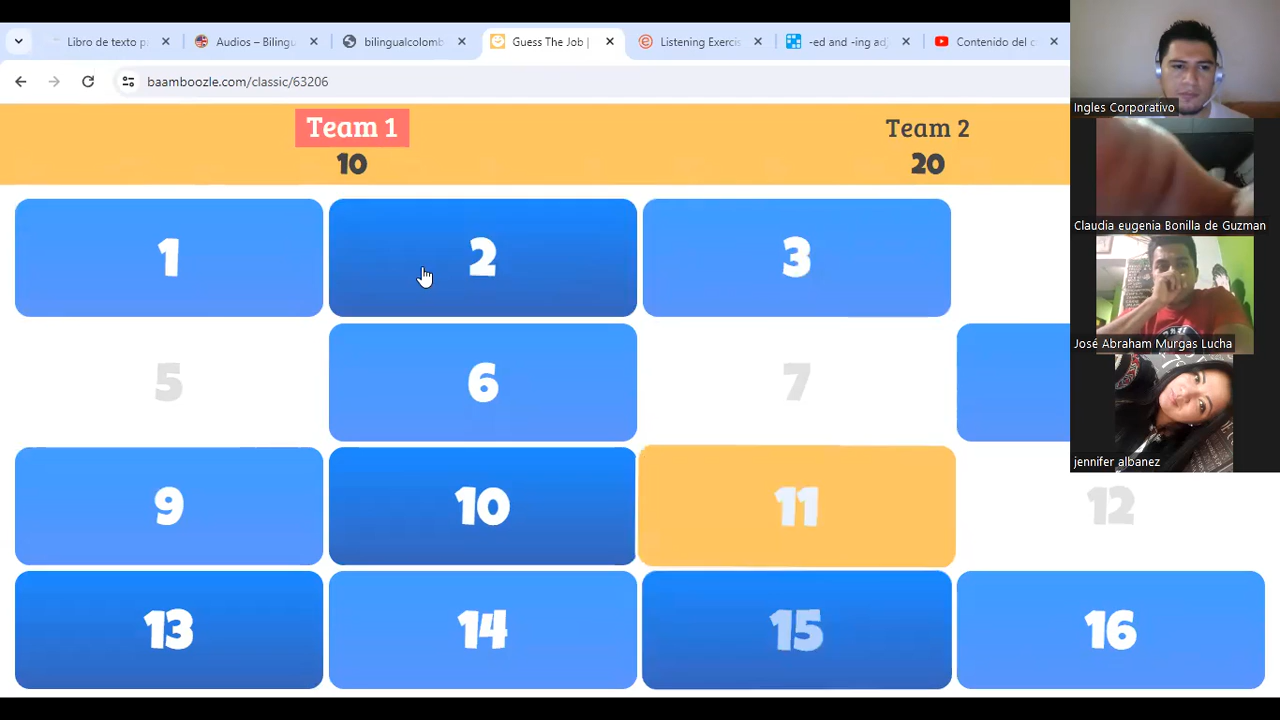 Libro de texto p
Audios – Bilingu
bilingualcolomb
Guess The Job |
Listening Exercis
-ed and -ing adj
Contenido del c
baamboozle.com/classic/63206
Team 1
10
Team 2
20
1
2
3
5
6
7
9
10
11
12
13
14
15
16
Ingles Corporativo
Claudia eugenia Bonilla de Guzman
José Abraham Murgas Lucha
jennifer albanez